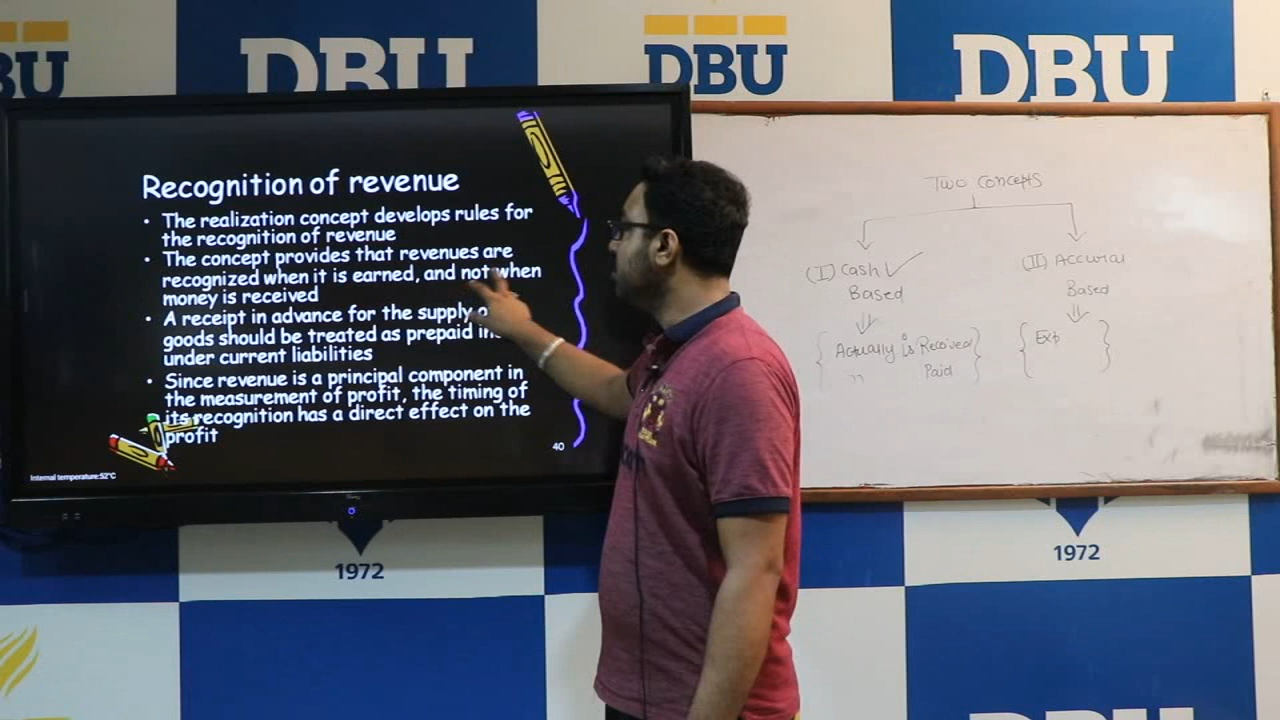 BU
DBU
DBU
DBU
Recognition of revenue
• The realization concept develops rules for
the recognition of revenue
• The concept provides that revenues are
recognized when it is earned, and not when
money is received
• A receipt in advance for the supply
goods should be treated as prepaid
under current liabilities
• Since revenue is a principal component in
the measurement of profit, the timing of
its recognition has a direct effect on the
profit
40
Internal temperature:52°C
Two Concepts
(I) Cash ✓
Based
(II) Accural
Based
{ Actually is Received }
" Paid
{ Exp }
1972
1972
DBU